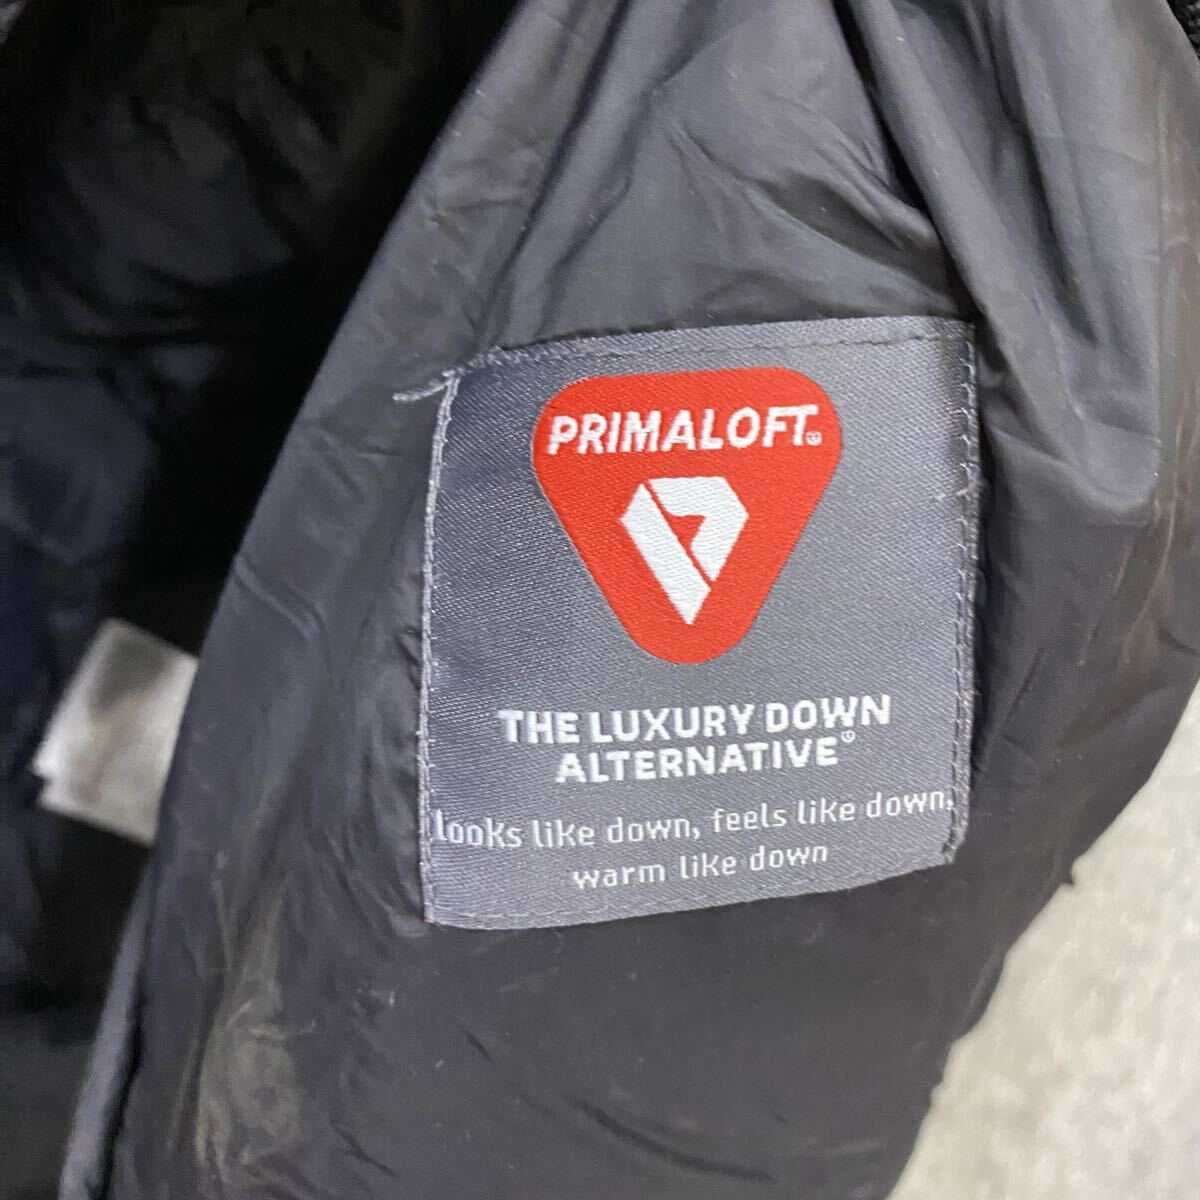 PRIMALOFT®
THE LUXURY DOWN
ALTERNATIVE®
looks like down, feels like down,
warm like down